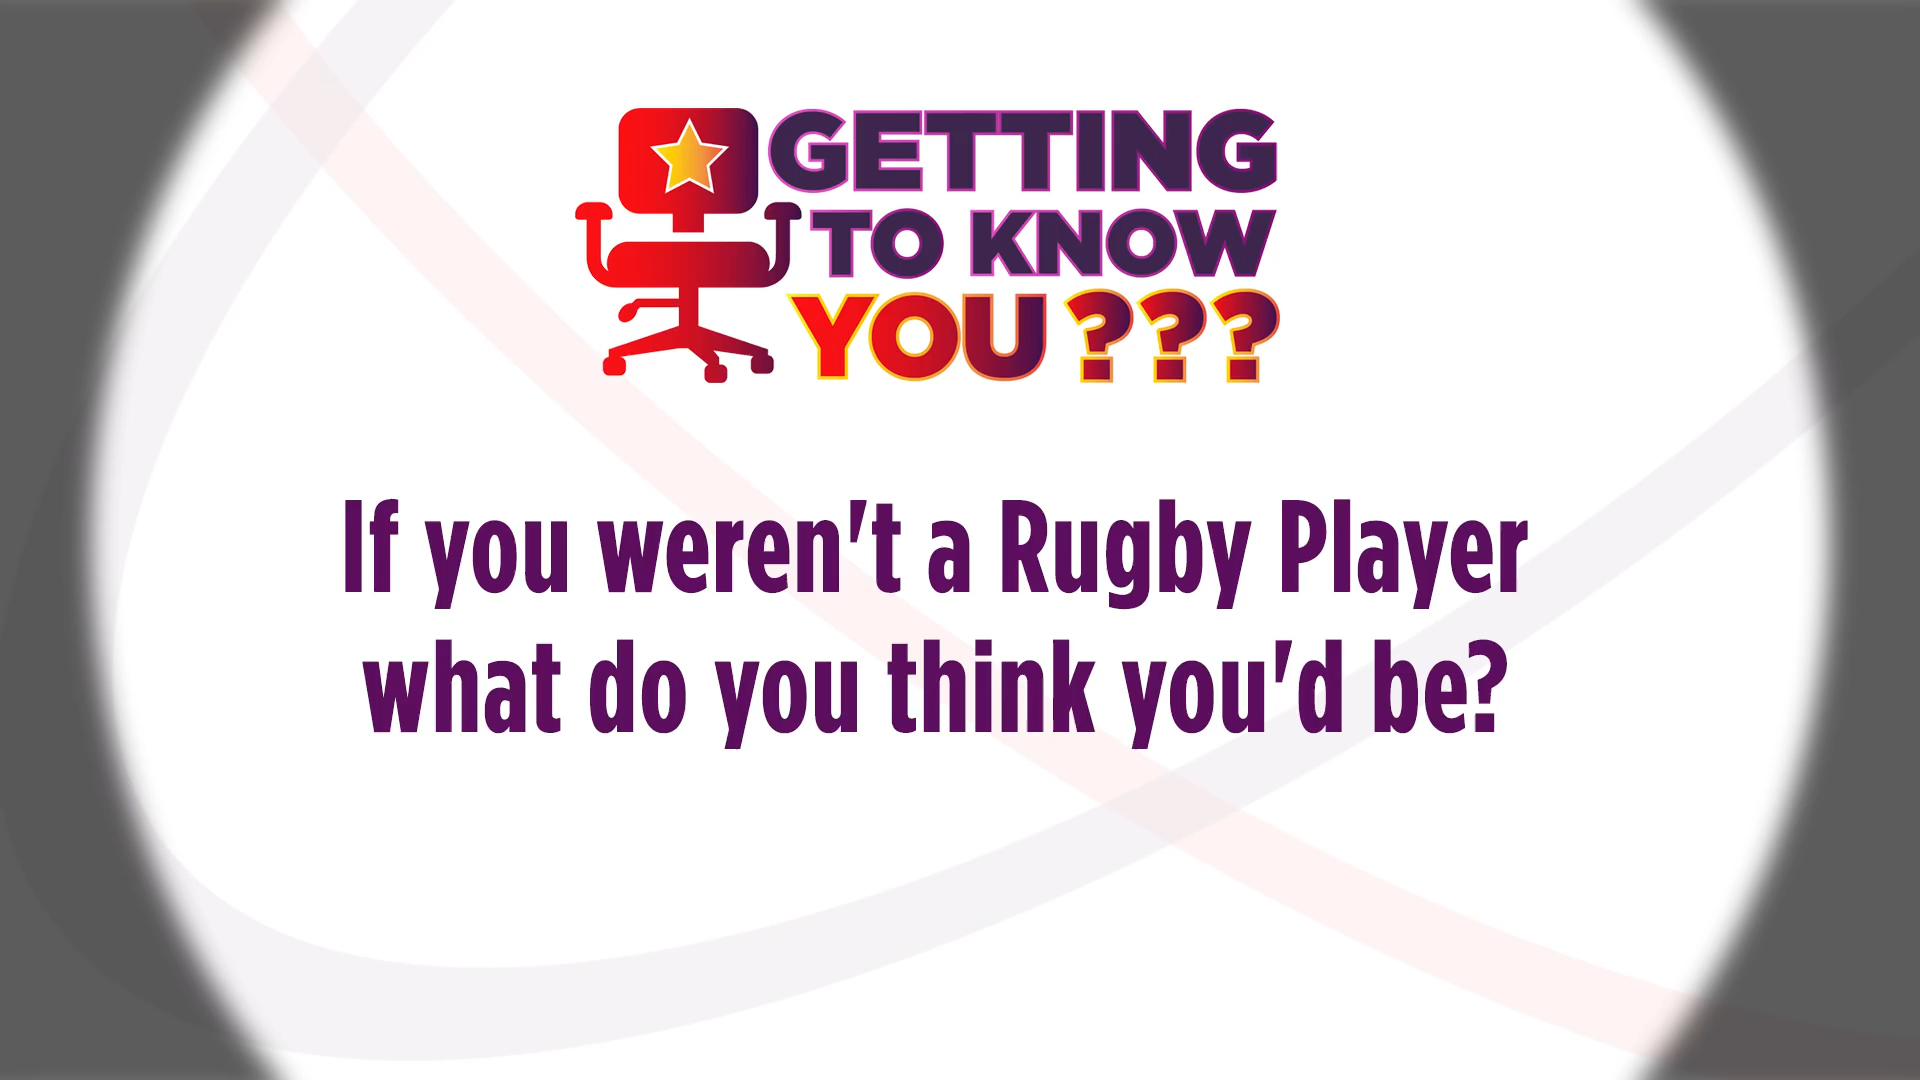 GETTING
TO KNOW
YOU ???
If you weren't a Rugby Player
what do you think you'd be?